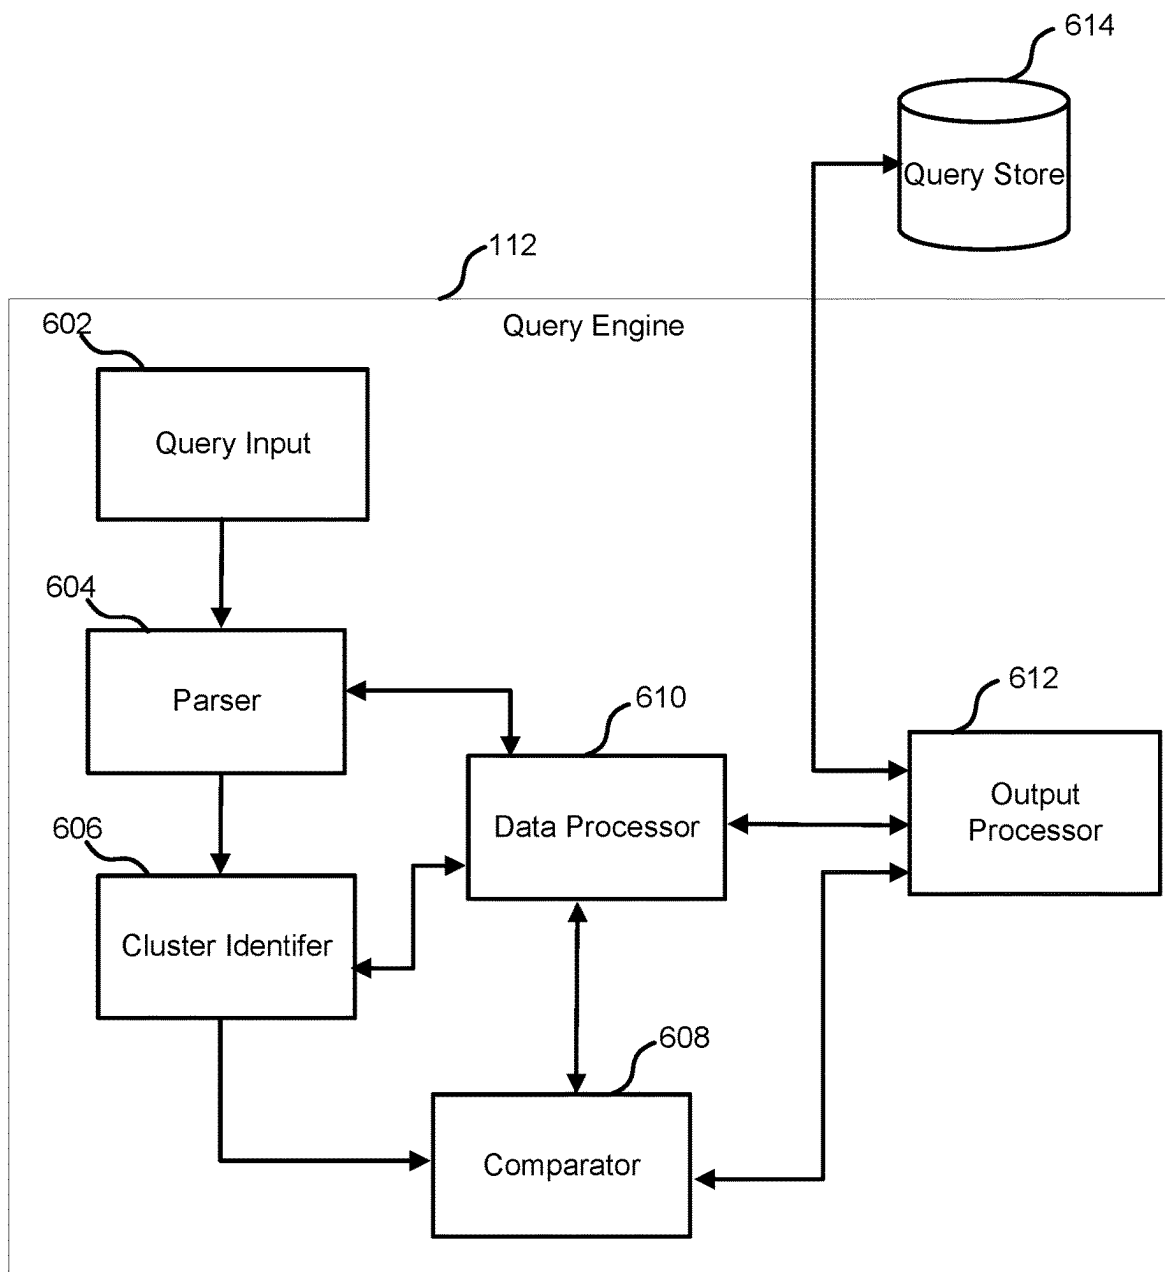 614
Query Store
112
Query Engine
602
Query Input
604
Parser
610
612
Data Processor
Output
Processor
606
Cluster Identifer
608
Comparator